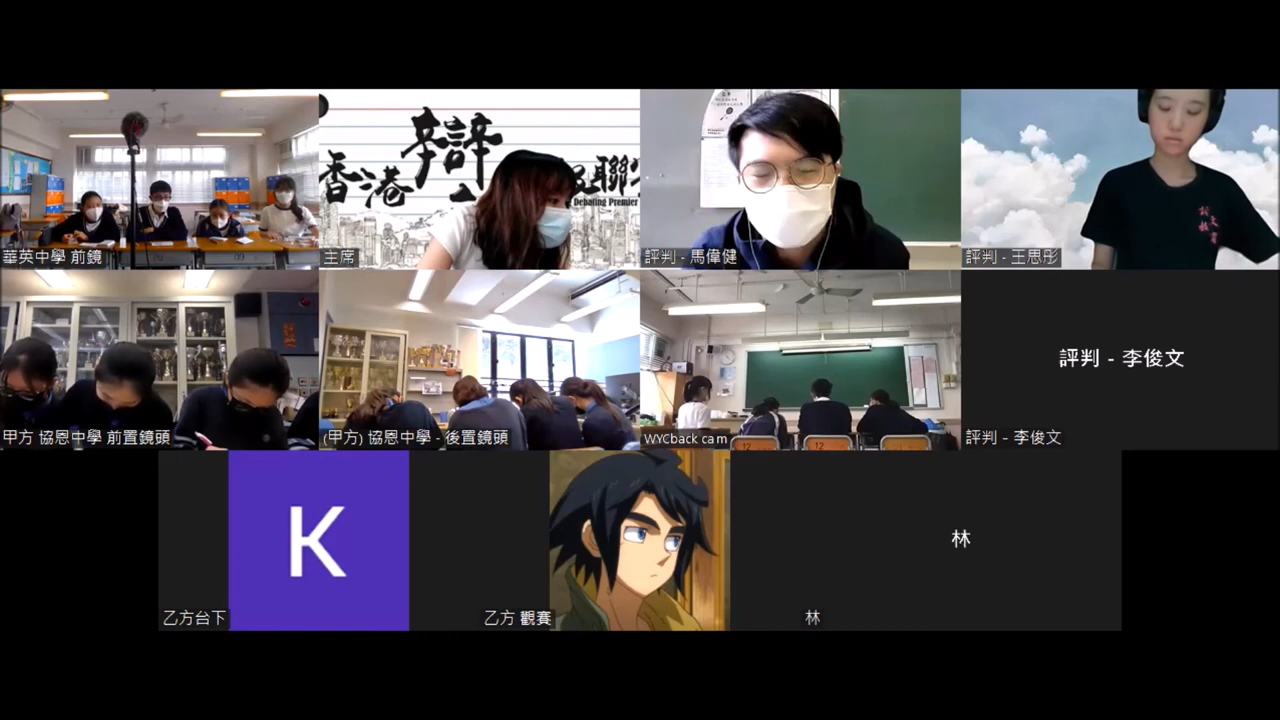 辯
香港
聯
Debating Premier
華英中學 前鏡
主席
評判 - 馬偉健
評判 - 王思彤
甲方 協恩中學 前置鏡頭
(甲方) 協恩中學 - 後置鏡頭
WYCback cam
12
12
評判 - 李俊文
評判 - 李俊文
K
乙方台下
乙方 觀賽
林
林